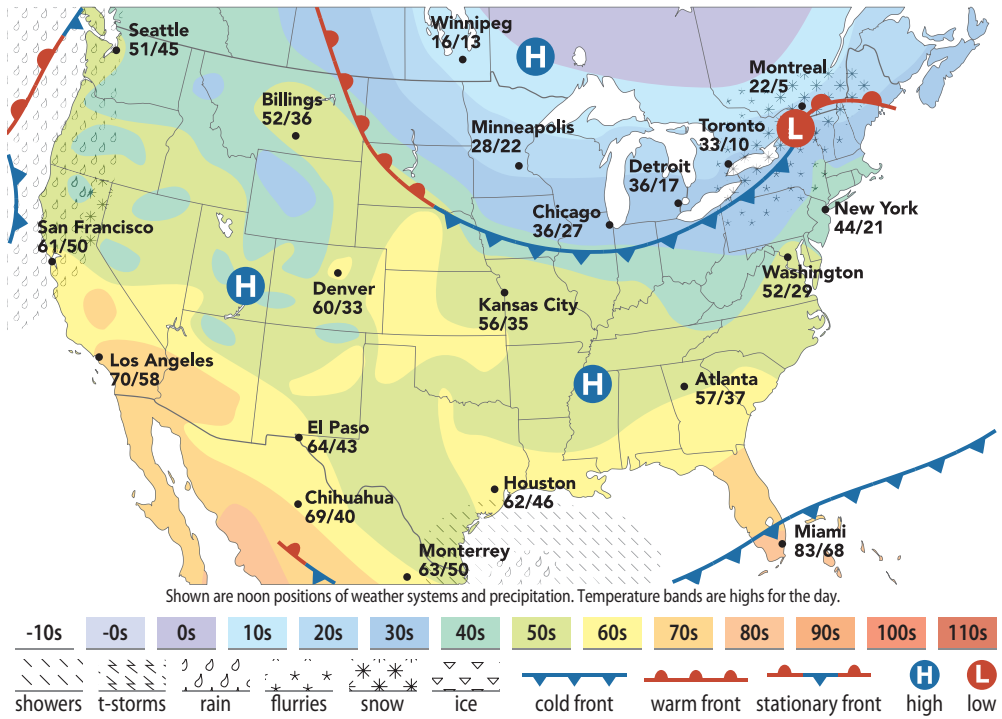 Seattle
51/45
Winnipeg
16/13
H
Montreal
22/5
Billings
52/36
Minneapolis
28/22
Toronto
33/10
L
Detroit
36/17
Chicago
36/27
New York
44/21
San Francisco
61/50
H
Denver
60/33
Kansas City
56/35
Washington
52/29
Los Angeles
70/58
H
Atlanta
57/37
El Paso
64/43
Chihuahua
69/40
Houston
62/46
Monterrey
63/50
Miami
83/68
Shown are noon positions of weather systems and precipitation. Temperature bands are highs for the day.
-10s -0s 0s 10s 20s 30s 40s 50s 60s 70s 80s 90s 100s 110s
H L
showers t-storms rain flurries snow ice cold front warm front stationary front high low